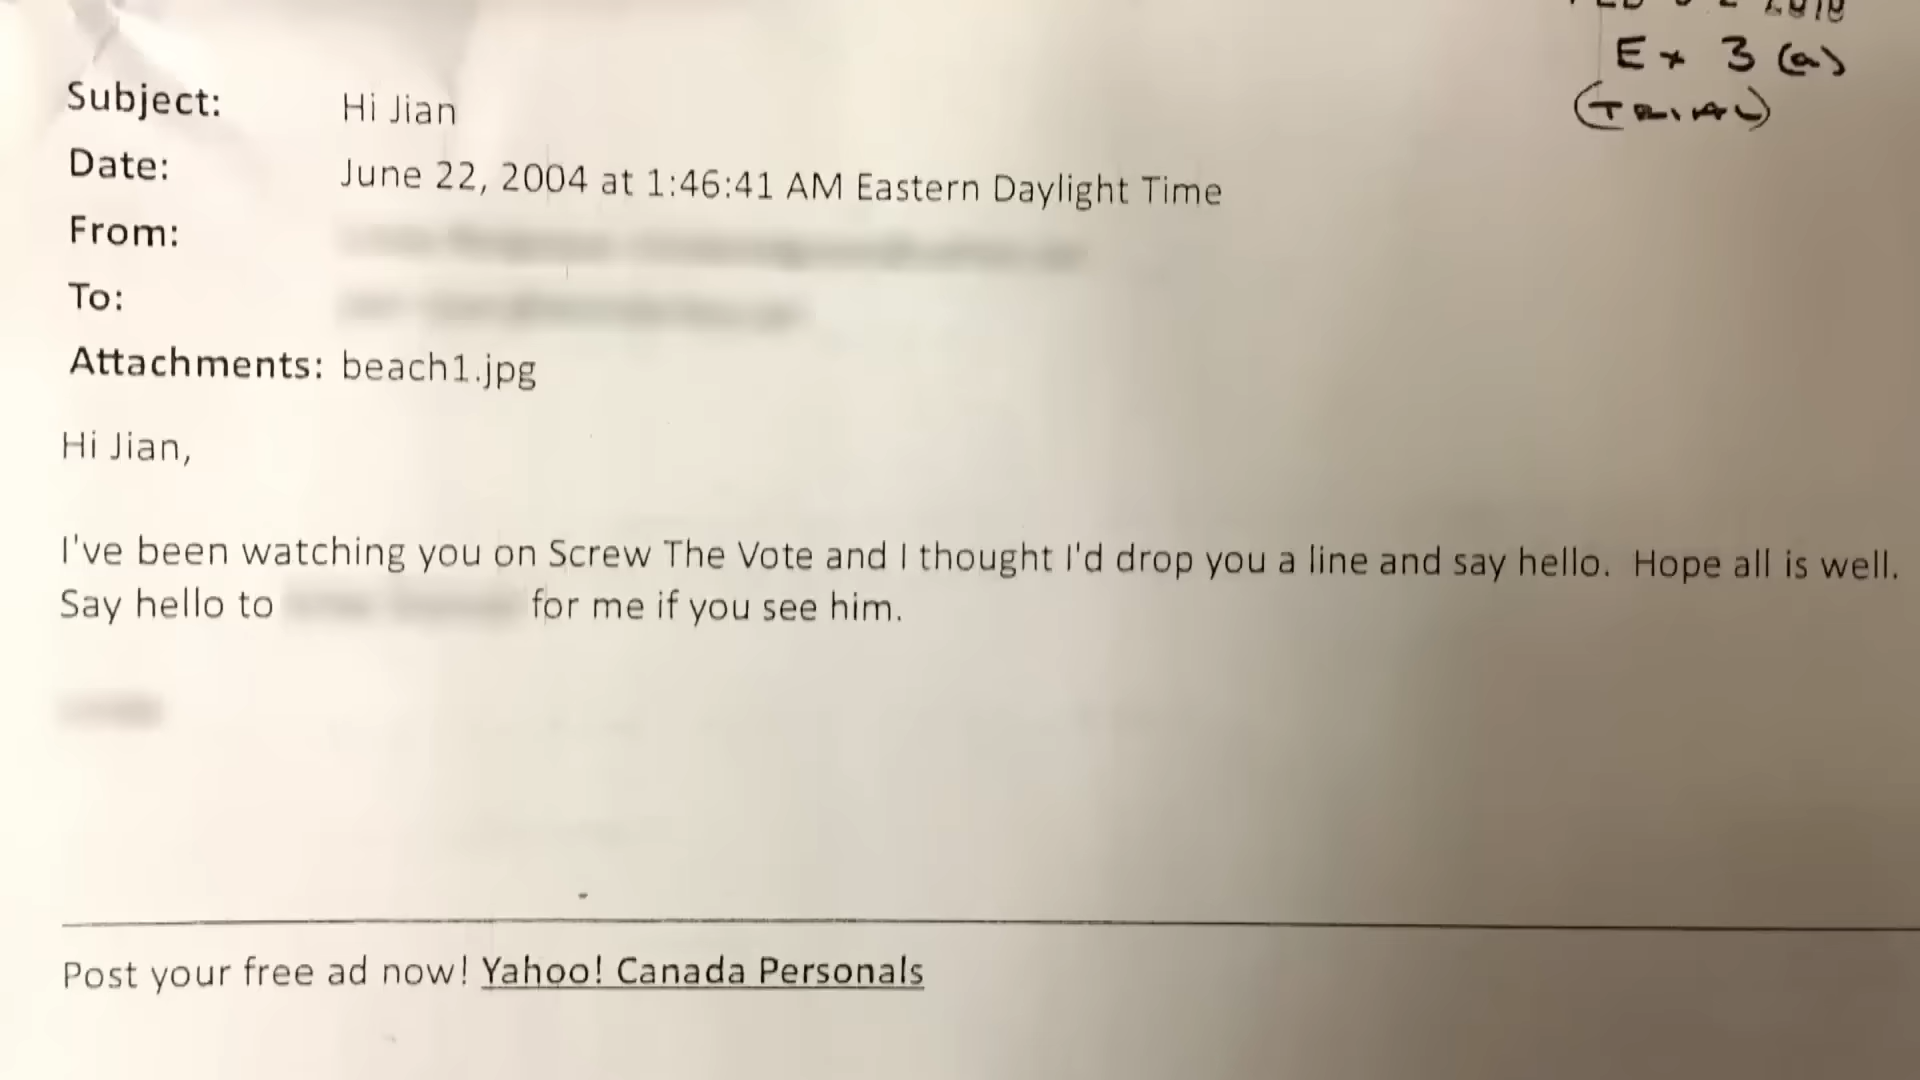 Ex 3 (a)
(TRIAL)
Subject: Hi Jian
Date: June 22, 2004 at 1:46:41 AM Eastern Daylight Time
From:
To:
Attachments: beach1.jpg
Hi Jian,
I've been watching you on Screw The Vote and I thought I'd drop you a line and say hello. Hope all is well.
Say hello to for me if you see him.
Post your free ad now! Yahoo! Canada Personals